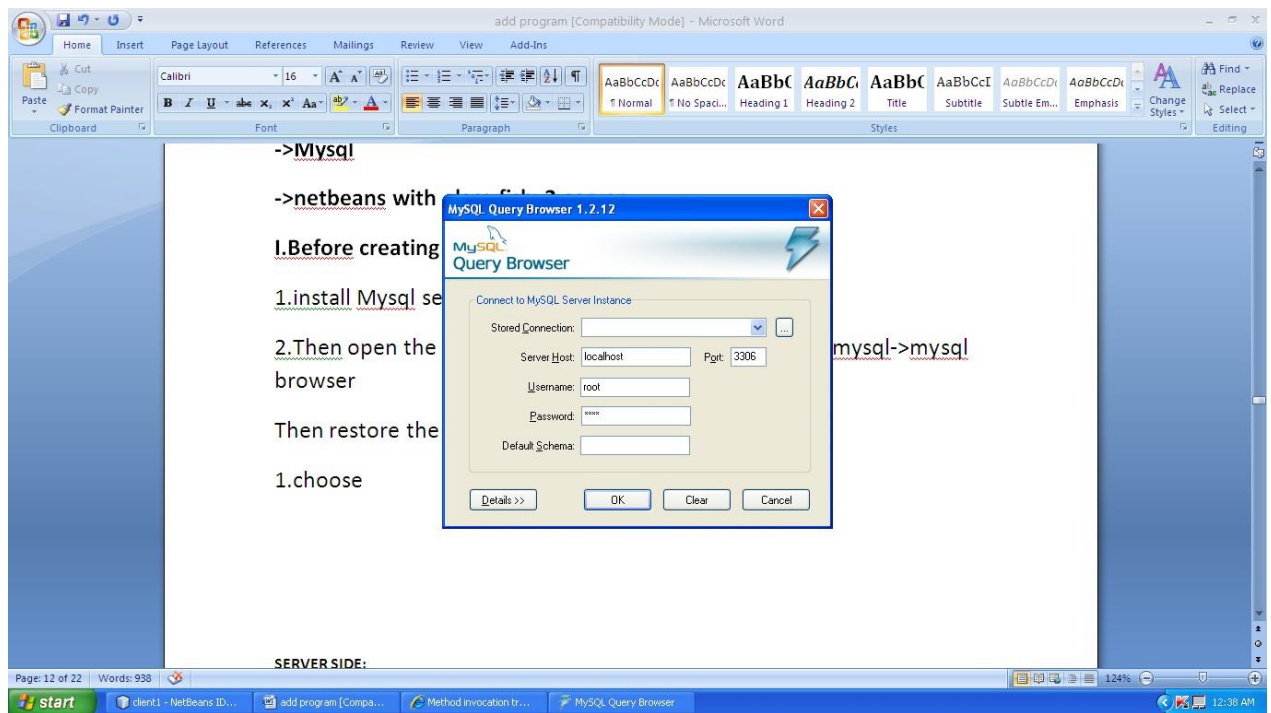 add program [Compatibility Mode] - Microsoft Word
Home Insert Page Layout References Mailings Review View Add-Ins
Paste
Cut
Copy
Format Painter
Clipboard
Calibri 16
Font
Paragraph
AaBbCcDc AaBbCcDc AaBbC AaBbCc AaBbC AaBbCcI AaBbCcDc AaBbCcDc
¶ Normal ¶ No Spaci... Heading 1 Heading 2 Title Subtitle Subtle Em... Emphasis
Change Styles
Styles
Find
Replace
Select
Editing
->Mysql
->netbeans with
I.Before creating
1.install Mysql se
2.Then open the mysql->mysql
browser
Then restore the
1.choose
SERVER SIDE:
MySQL Query Browser 1.2.12
MySQL
Query Browser
Connect to MySQL Server Instance
Stored Connection: ...
Server Host: localhost Port: 3306
Username: root
Password: ****
Default Schema:
Details >> OK Clear Cancel
Page: 12 of 22 Words: 938 124%
start client1 - NetBeans ID... add program [Compa... Method invocation tr... MySQL Query Browser 12:38 AM